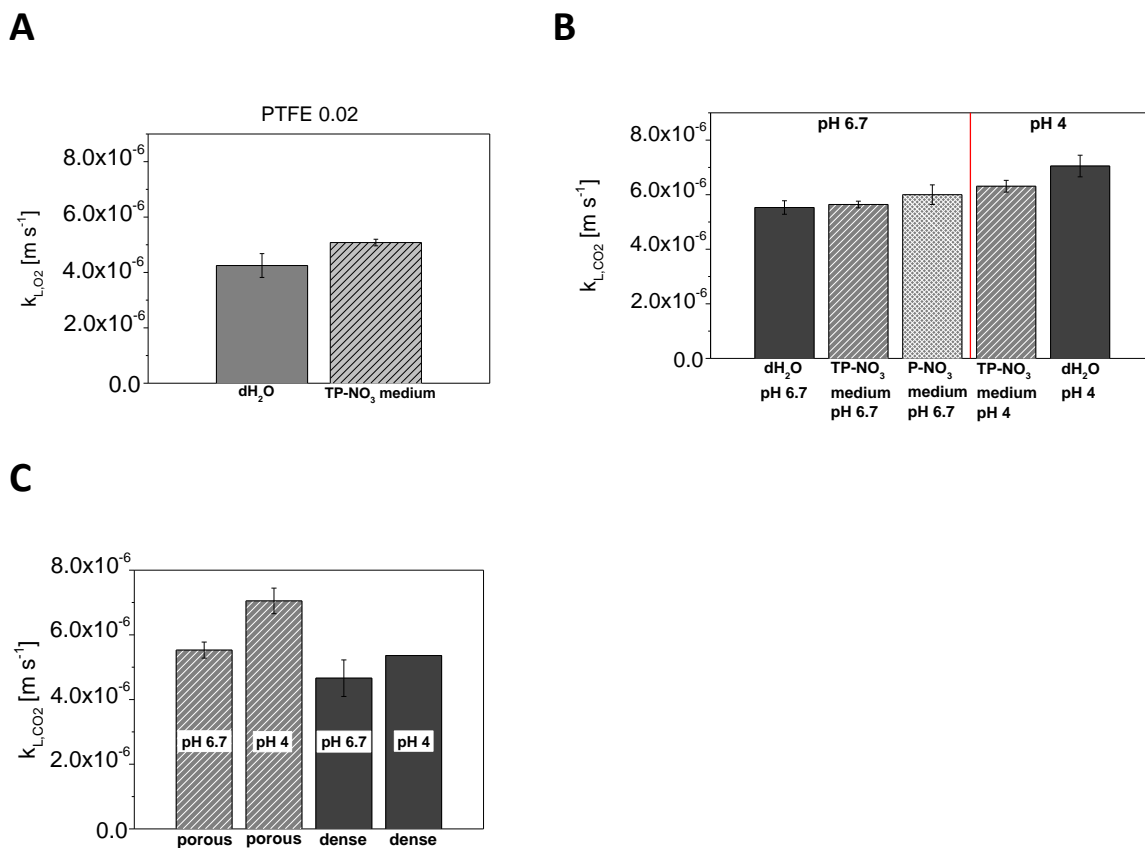 A
PTFE 0.02
8.0x10⁻⁶
6.0x10⁻⁶
4.0x10⁻⁶
2.0x10⁻⁶
0.0
k_L,O2 [m s⁻¹]
dH₂O TP-NO₃ medium
B
pH 6.7 pH 4
8.0x10⁻⁶
6.0x10⁻⁶
4.0x10⁻⁶
2.0x10⁻⁶
0.0
k_L,CO2 [m s⁻¹]
dH₂O TP-NO₃ P-NO₃ TP-NO₃ dH₂O
pH 6.7 medium medium medium pH 4
pH 6.7 pH 6.7 pH 4
C
8.0x10⁻⁶
6.0x10⁻⁶
4.0x10⁻⁶
2.0x10⁻⁶
0.0
k_L,CO2 [m s⁻¹]
pH 6.7 pH 4 pH 6.7 pH 4
porous porous dense dense